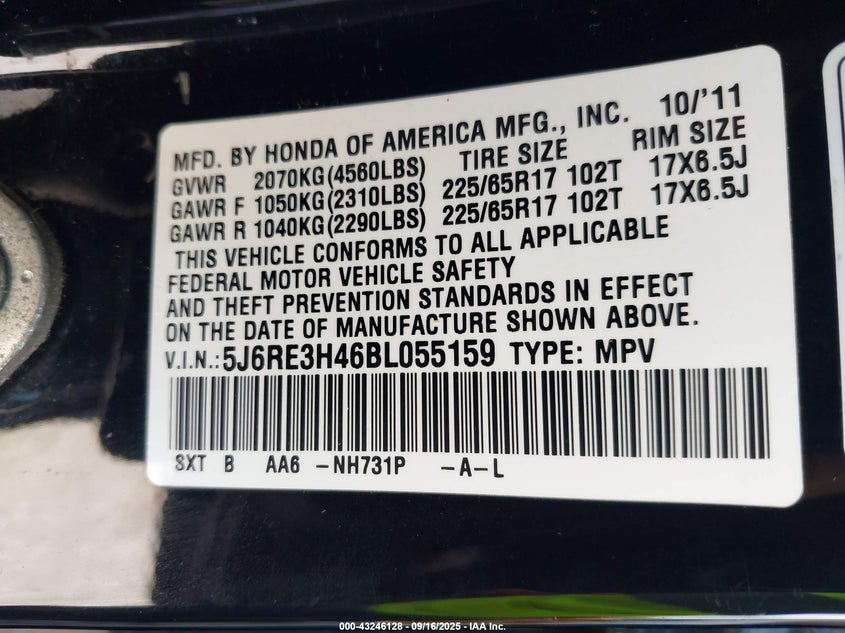 MFD. BY HONDA OF AMERICA MFG., INC. 10/'11
GVWR 2070KG(4560LBS) TIRE SIZE RIM SIZE
GAWR F 1050KG(2310LBS) 225/65R17 102T 17X6.5J
GAWR R 1040KG(2290LBS) 225/65R17 102T 17X6.5J
THIS VEHICLE CONFORMS TO ALL APPLICABLE
FEDERAL MOTOR VEHICLE SAFETY
AND THEFT PREVENTION STANDARDS IN EFFECT
ON THE DATE OF MANUFACTURE SHOWN ABOVE.
V.I.N.: 5J6RE3H46BL055159 TYPE: MPV
SXT B AA6 -NH731P -A-L
000-43246128 - 09/16/2025 - IAA Inc.